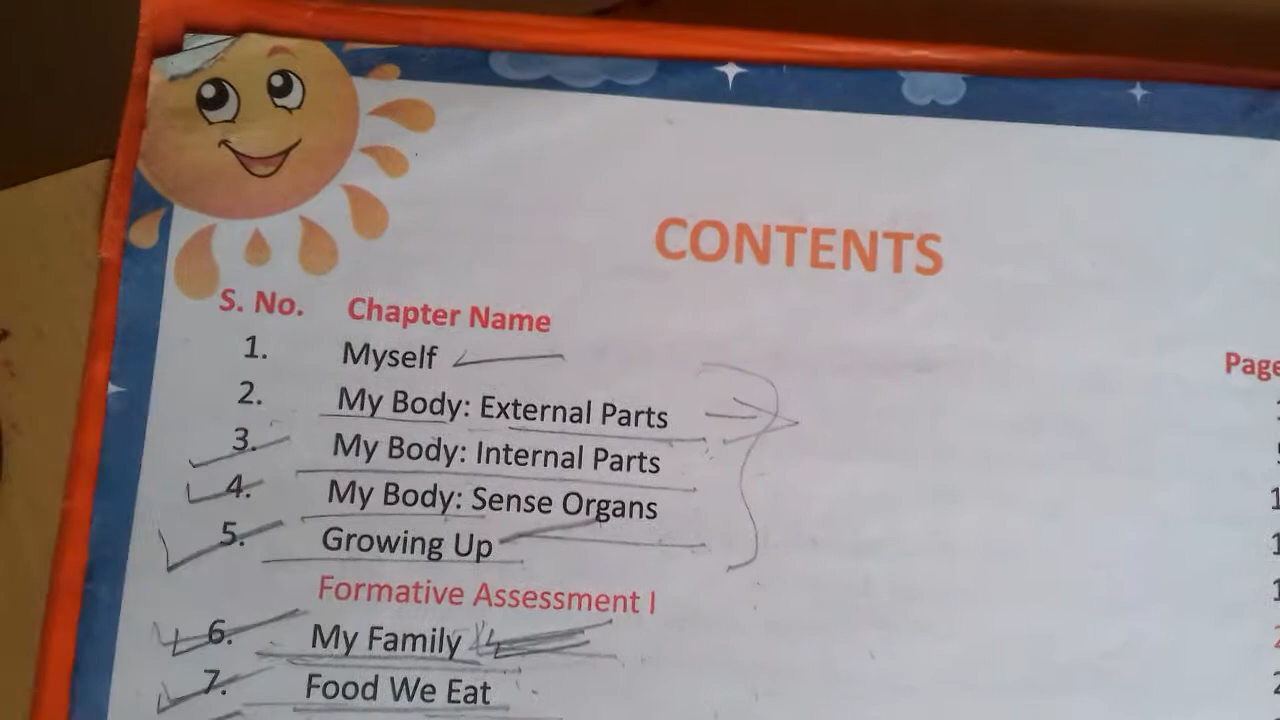 CONTENTS
S. No. Chapter Name Page
1. Myself
2. My Body: External Parts
3. My Body: Internal Parts
4. My Body: Sense Organs
5. Growing Up
Formative Assessment I
6. My Family
7. Food We Eat